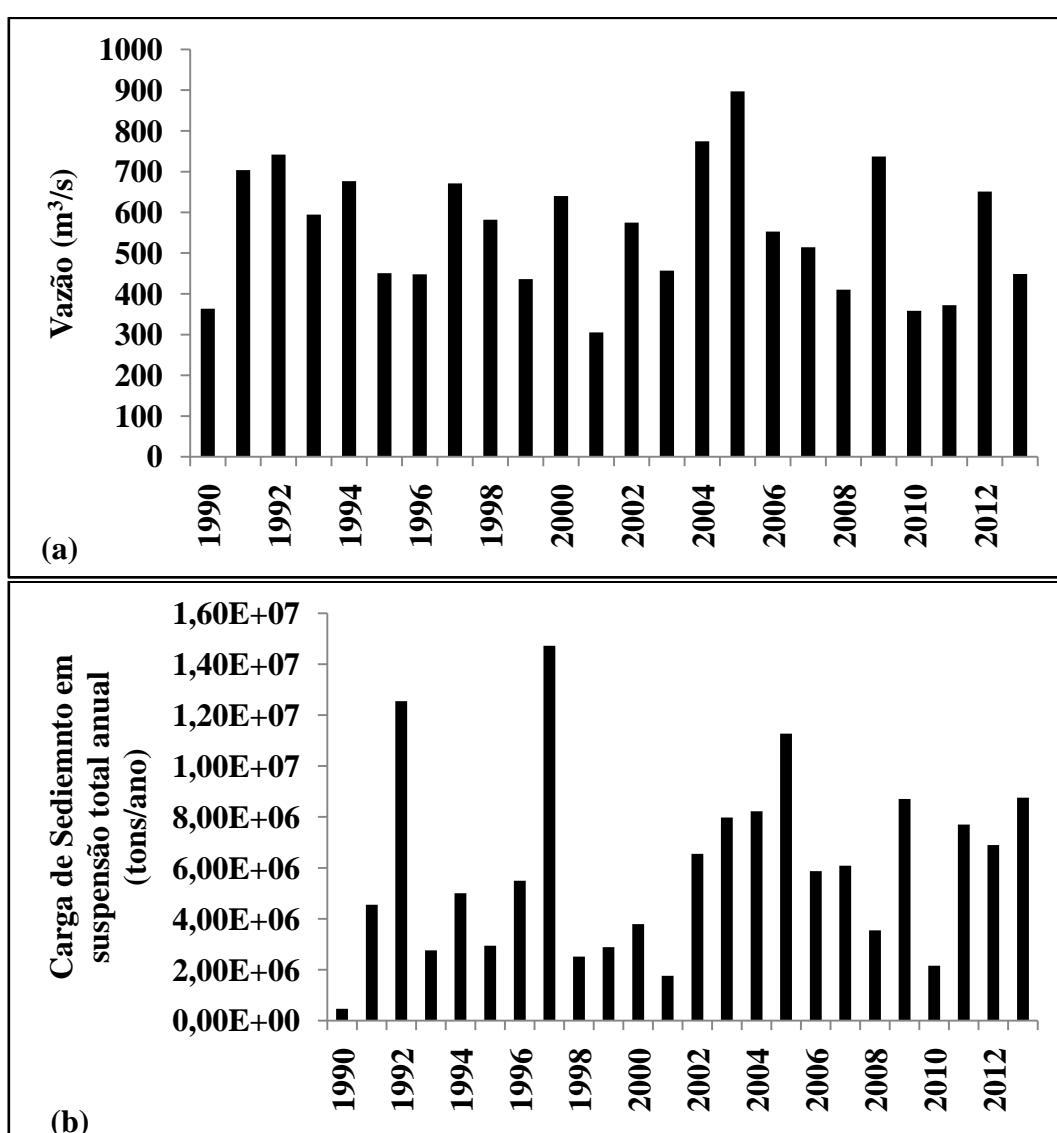 1000
900
800
700
600
500
400
300
200
100
0
Vazão (m³/s)
1990
1992
1994
1996
1998
2000
2002
2004
2006
2008
2010
2012
(a)
1,60E+07
1,40E+07
1,20E+07
1,00E+07
8,00E+06
6,00E+06
4,00E+06
2,00E+06
0,00E+00
Carga de Sediemnto em
suspensão total anual
(tons/ano)
1990
1992
1994
1996
1998
2000
2002
2004
2006
2008
2010
2012
(b)